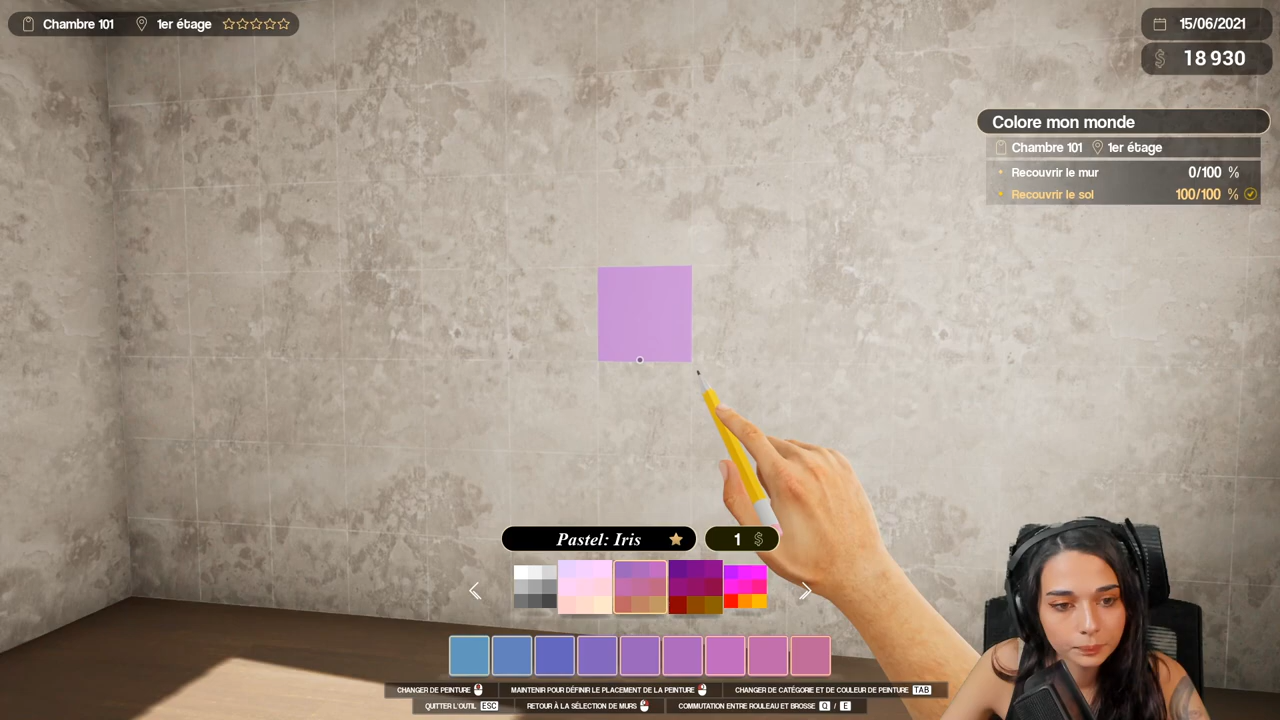 Chambre 101 1er étage
15/06/2021
$ 18 930
Colore mon monde
Chambre 101 1er étage
Recouvrir le mur 0/100 %
Recouvrir le sol 100/100 %
Pastel: Iris 1 $
CHANGER DE PEINTURE MAINTENIR POUR DÉFINIR LE PLACEMENT DE LA PEINTURE CHANGER DE CATÉGORIE ET DE COULEUR DE PEINTURE TAB
QUITTER L'OUTIL ESC RETOUR À LA SÉLECTION DE MURS COMMUTATION ENTRE ROULEAU ET BROSSE Q / E